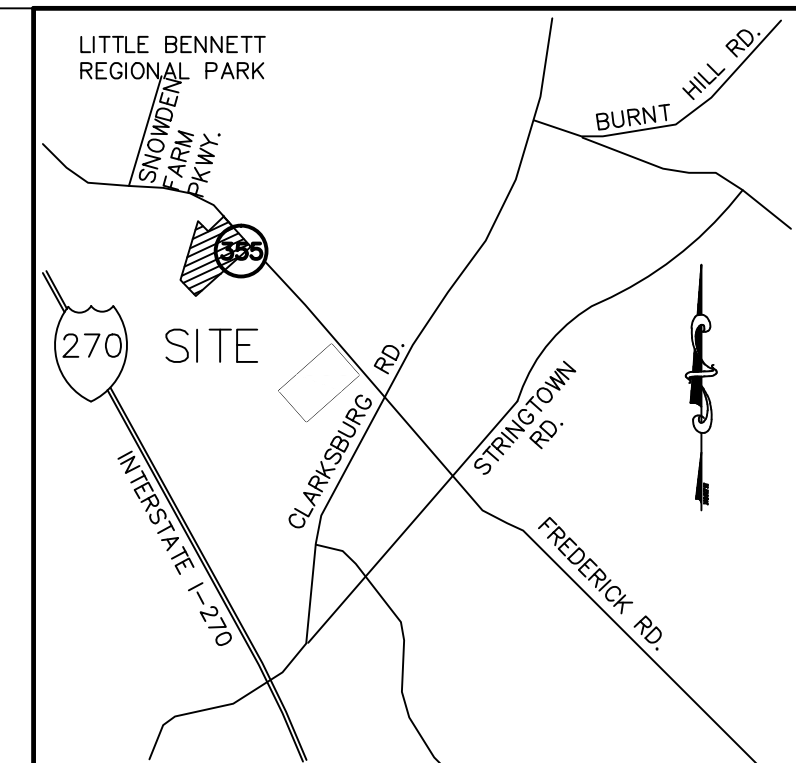 LITTLE BENNETT
REGIONAL PARK
SNOWDEN
FARM
PKWY.
BURNT HILL RD.
355
270
SITE
CLARKSBURG RD.
STRINGTOWN
RD.
INTERSTATE I-270
FREDERICK RD.